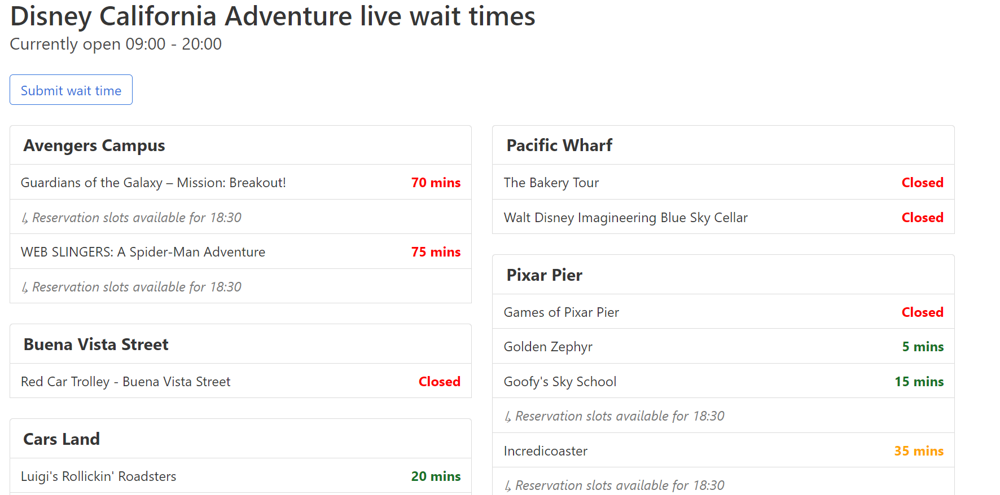 Disney California Adventure live wait times
Currently open 09:00 - 20:00
Submit wait time
Avengers Campus
Guardians of the Galaxy – Mission: Breakout! 70 mins
↳ Reservation slots available for 18:30
WEB SLINGERS: A Spider-Man Adventure 75 mins
↳ Reservation slots available for 18:30
Buena Vista Street
Red Car Trolley - Buena Vista Street Closed
Cars Land
Luigi's Rollickin' Roadsters 20 mins
Pacific Wharf
The Bakery Tour Closed
Walt Disney Imagineering Blue Sky Cellar Closed
Pixar Pier
Games of Pixar Pier Closed
Golden Zephyr 5 mins
Goofy's Sky School 15 mins
↳ Reservation slots available for 18:30
Incredicoaster 35 mins
↳ Reservation slots available for 18:30